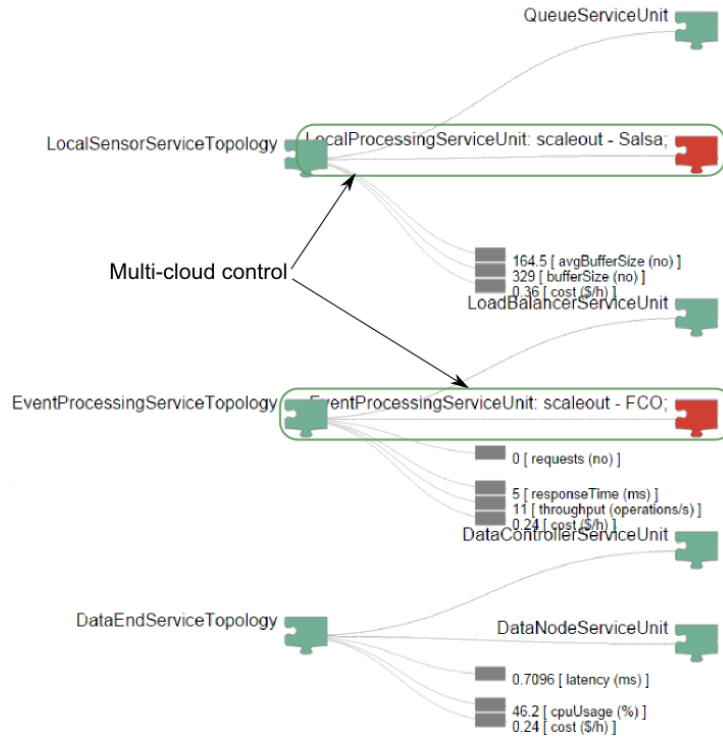 QueueServiceUnit
LocalSensorServiceTopology
LocalProcessingServiceUnit: scaleout - Salsa;
164.5 [ avgBufferSize (no) ]
Multi-cloud control
329 [ bufferSize (no) ]
0.36 [ cost ($/h) ]
LoadBalancerServiceUnit
EventProcessingServiceTopology
EventProcessingServiceUnit: scaleout - FCO;
0 [ requests (no) ]
5 [ responseTime (ms) ]
11 [ throughput (operations/s) ]
0.24 [ cost ($/h) ]
DataControllerServiceUnit
DataEndServiceTopology
DataNodeServiceUnit
0.7096 [ latency (ms) ]
46.2 [ cpuUsage (%) ]
0.24 [ cost ($/h) ]